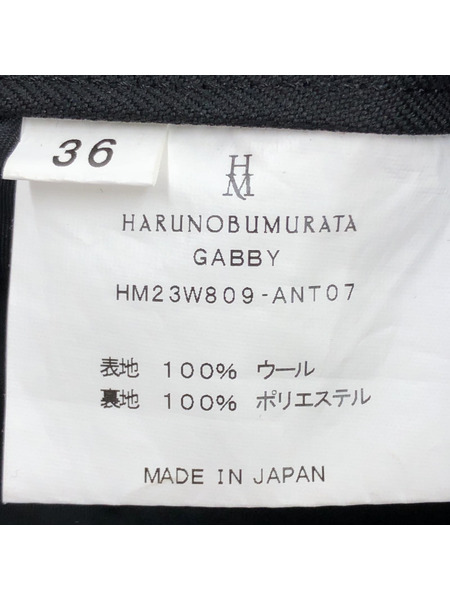 36
HM
HARUNOBUMURATA
GABBY
HM23W809-ANT07
表地 100% ウール
裏地 100% ポリエステル
MADE IN JAPAN